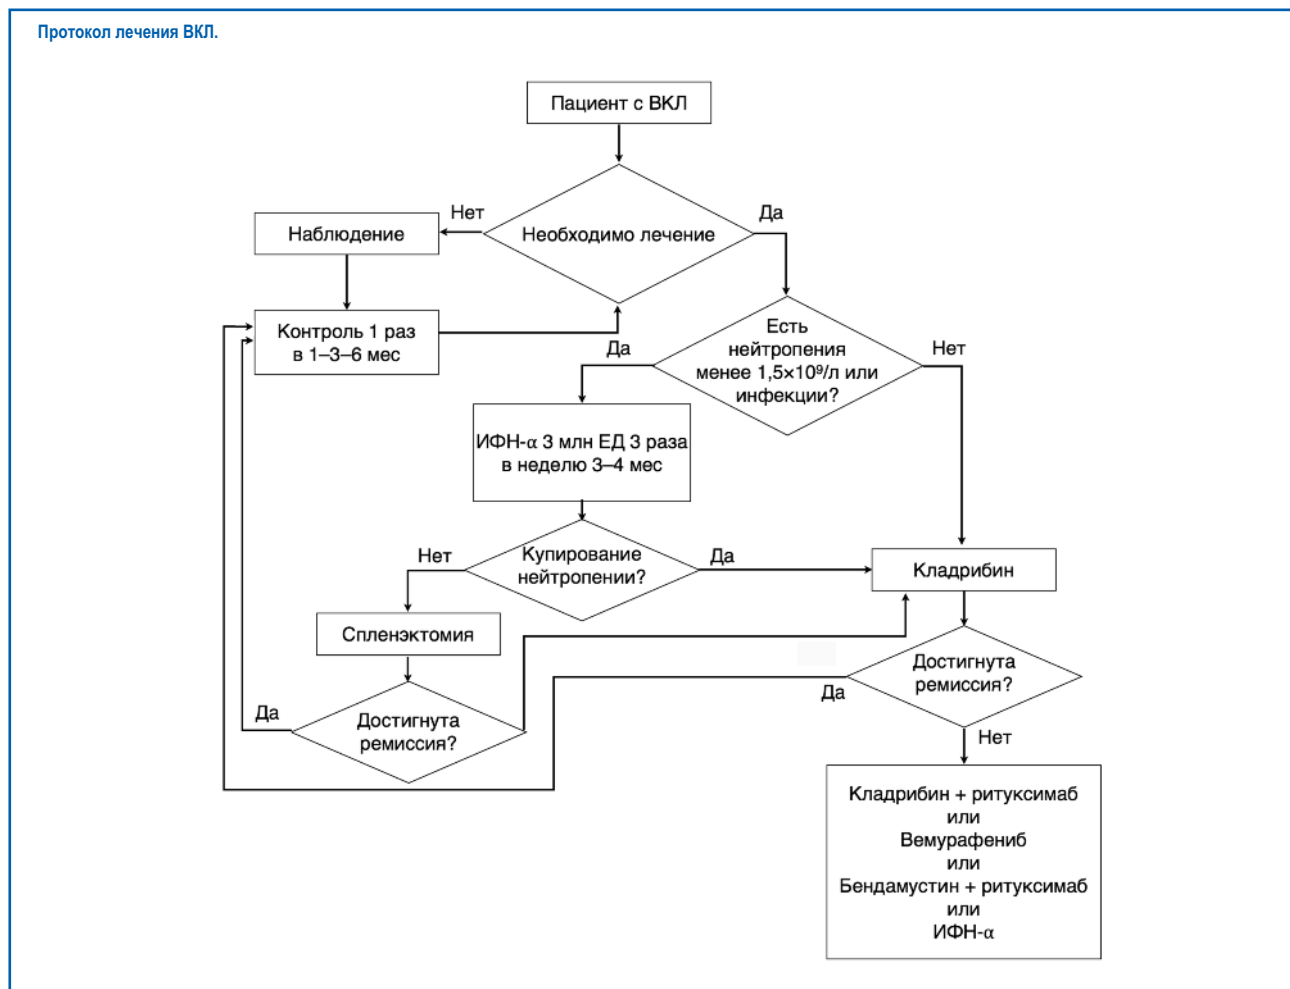 Протокол лечения ВКЛ.
Пациент с ВКЛ
Необходимо лечение
Нет
Да
Наблюдение
Контроль 1 раз
в 1–3–6 мес
Есть
нейтропения
менее 1,5×10⁹/л или
инфекции?
Да
Нет
ИФН-α 3 млн ЕД 3 раза
в неделю 3–4 мес
Купирование
нейтропении?
Нет
Да
Кладрибин
Спленэктомия
Достигнута
ремиссия?
Да
Достигнута
ремиссия?
Да
Нет
Кладрибин + ритуксимаб
или
Вемурафениб
или
Бендамустин + ритуксимаб
или
ИФН-α